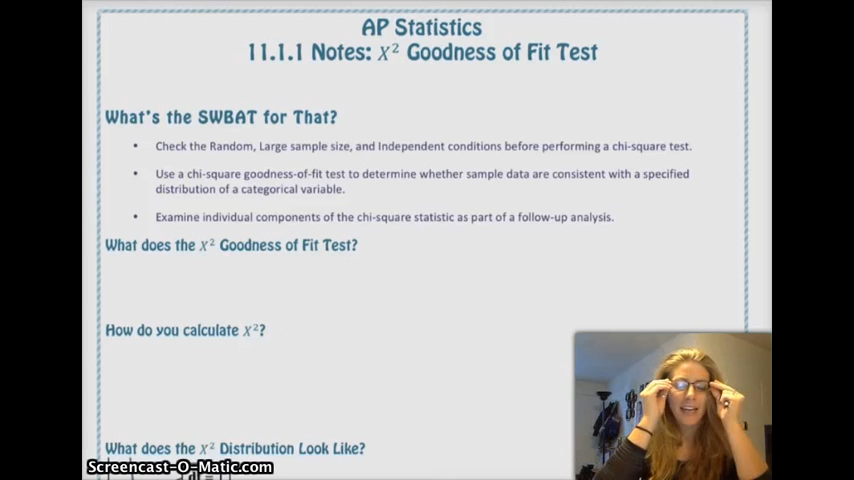 AP Statistics
11.1.1 Notes: X² Goodness of Fit Test
What's the SWBAT for That?
• Check the Random, Large sample size, and Independent conditions before performing a chi-square test.
• Use a chi-square goodness-of-fit test to determine whether sample data are consistent with a specified
distribution of a categorical variable.
• Examine individual components of the chi-square statistic as part of a follow-up analysis.
What does the X² Goodness of Fit Test?
How do you calculate X²?
What does the X² Distribution Look Like?
Screencast-O-Matic.com